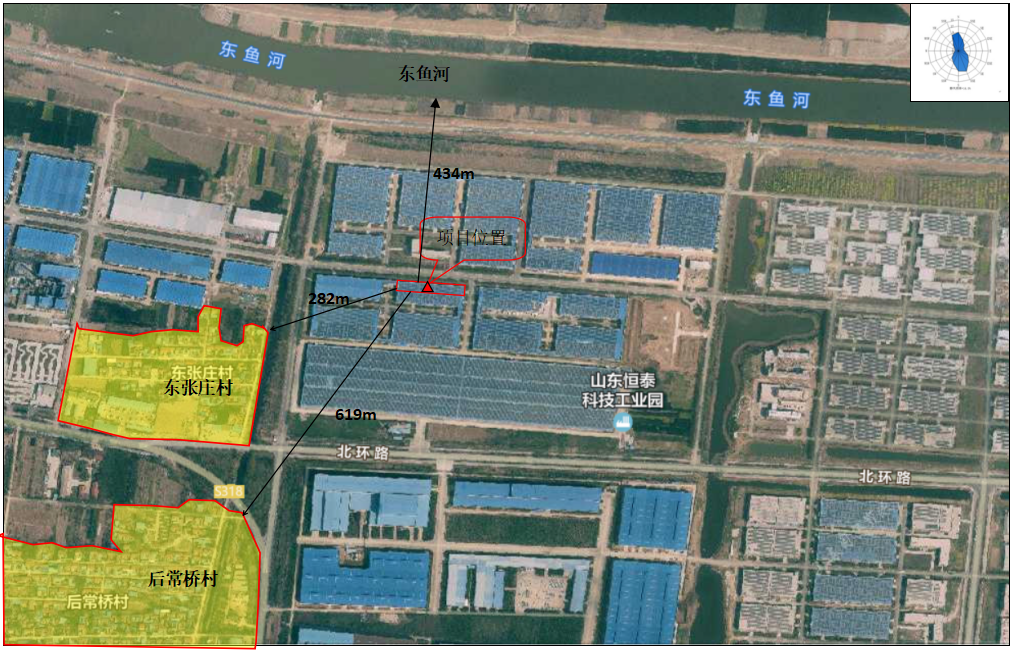 东鱼河
东鱼河
东鱼河
434m
项目位置
282m
东张庄村
东张庄村
山东恒泰
科技工业园
619m
北环路
北环路
S318
后常桥村
后常桥村